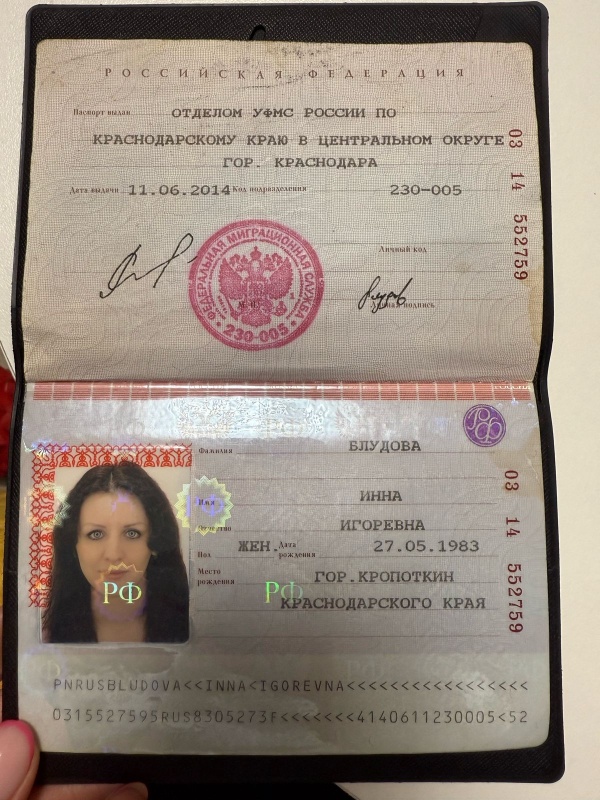 РОССИЙСКАЯ ФЕДЕРАЦИЯ
Паспорт выдан ОТДЕЛОМ УФМС РОССИИ ПО
КРАСНОДАРСКОМУ КРАЮ В ЦЕНТРАЛЬНОМ ОКРУГЕ
ГОР. КРАСНОДАРА
Дата выдачи 11.06.2014 Код подразделения 230-005
03 14 552759
Личный код
Личная подпись
ФЕДЕРАЛЬНАЯ МИГРАЦИОННАЯ СЛУЖБА
230-005
РФ
Фамилия БЛУДОВА
Имя ИННА
Отчество ИГОРЕВНА
Пол ЖЕН. Дата рождения 27.05.1983
Место рождения ГОР.КРОПОТКИН
КРАСНОДАРСКОГО КРАЯ
03 14 552759
РФ
РФ
РФ
PNRUSBLUDOVA<<INNA<IGOREVNA<<<<<<<<<<<<<<<<<
0315527595RUS8305273F<<<<<<<4140611230005<52